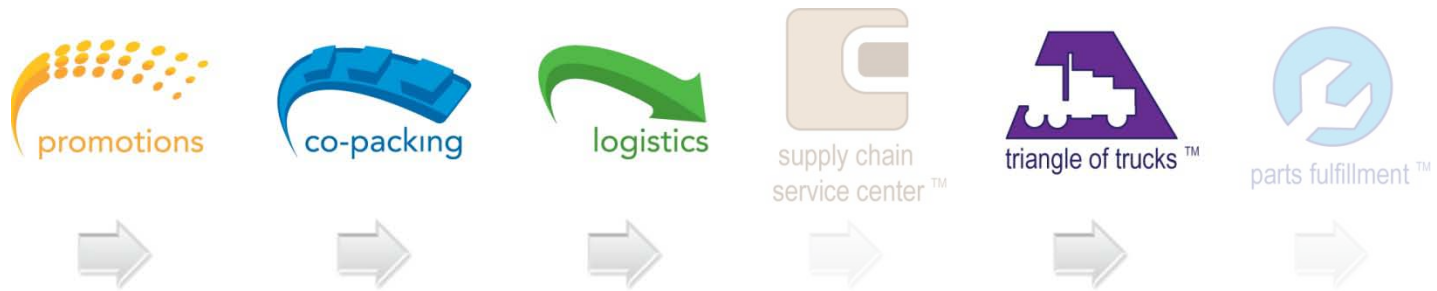 promotions
co-packing
logistics
supply chain
service center ™
triangle of trucks ™
parts fulfillment ™